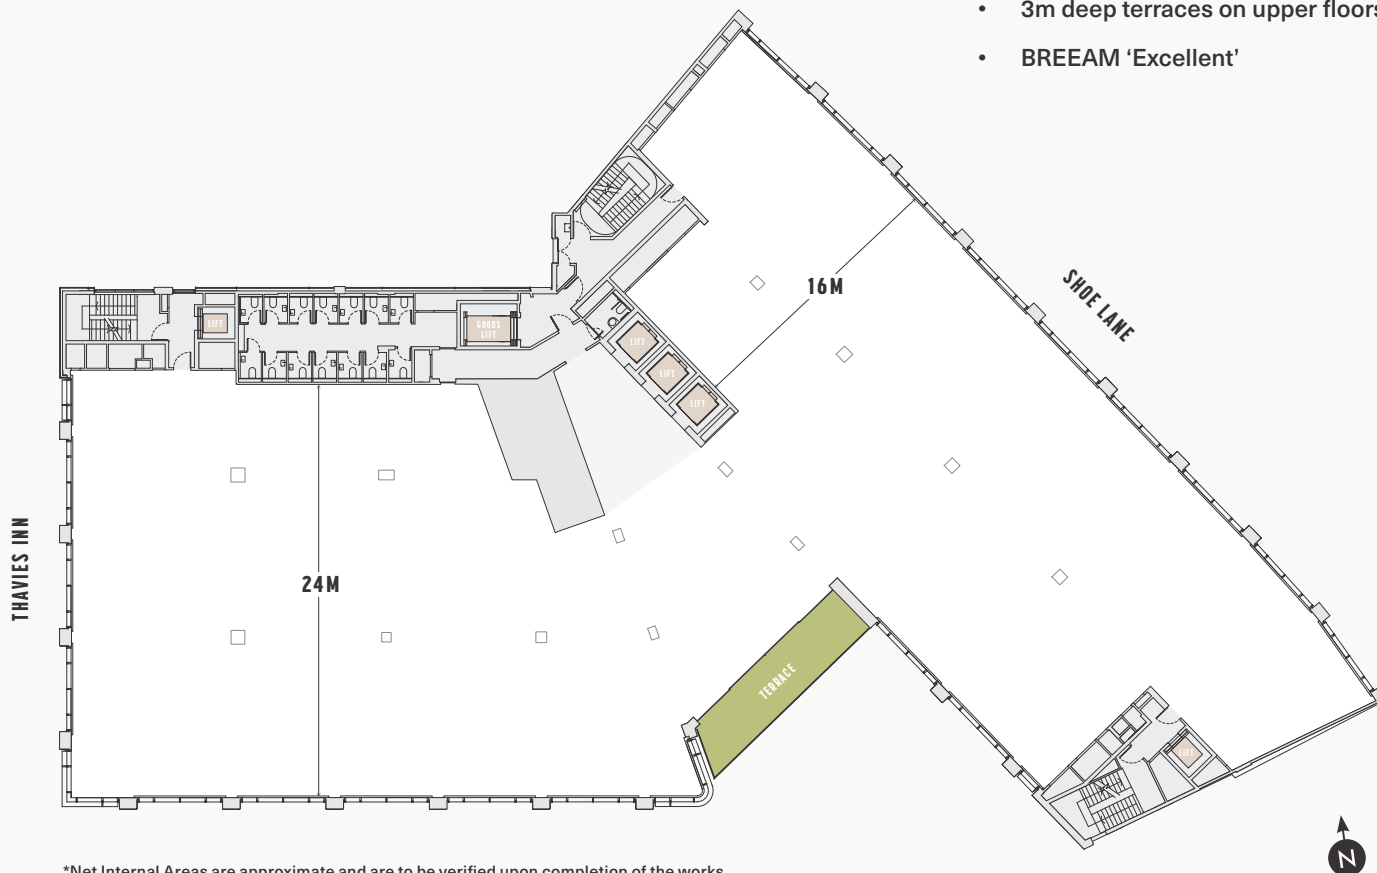 • 3m deep terraces on upper floors
• BREEAM ‘Excellent’
16M
SHOE LANE
LIFT
GOODS
LIFT
LIFT
LIFT
LIFT
THAVIES INN
24M
TERRACE
LIFT
N
*Net Internal Areas are approximate and are to be verified upon completion of the works